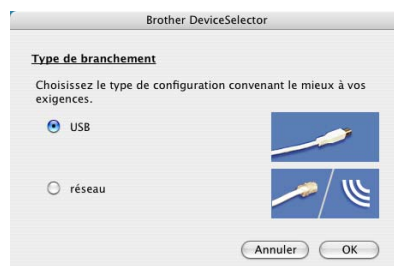 Brother DeviceSelector
Type de branchement
Choisissez le type de configuration convenant le mieux à vos
exigences.
USB
réseau
Annuler OK